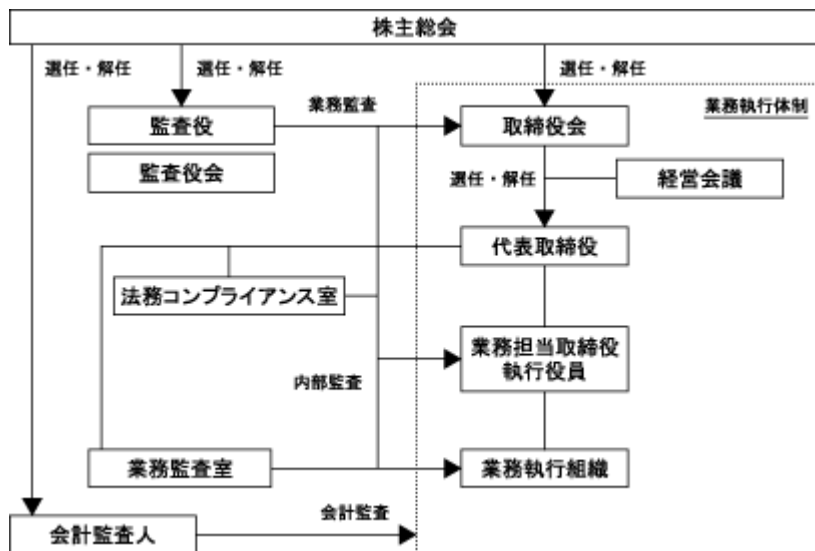 株主総会
選任・解任
選任・解任
選任・解任
業務執行体制
監査役
業務監査
取締役会
監査役会
選任・解任
経営会議
代表取締役
法務コンプライアンス室
業務担当取締役
執行役員
内部監査
業務監査室
業務執行組織
会計監査
会計監査人